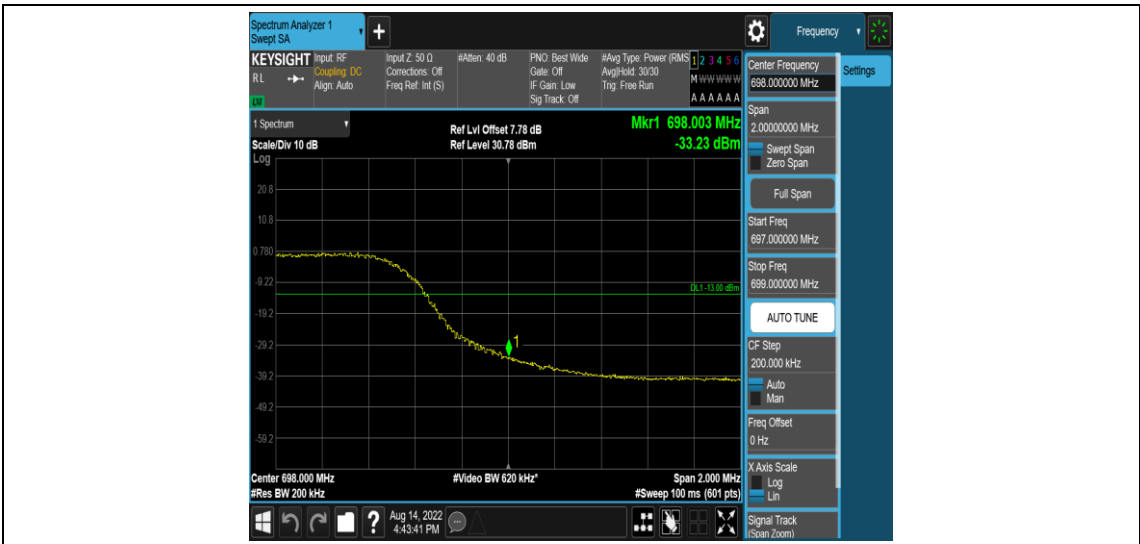 Spectrum Analyzer 1
Swept SA
Frequency
KEYSIGHT
RL
LXI
Input: RF
Coupling: DC
Align: Auto
Input Z: 50 Ω
Corrections: Off
Freq Ref: Int (S)
#Atten: 40 dB
PNO: Best Wide
Gate: Off
IF Gain: Low
Sig Track: Off
#Avg Type: Power (RMS
Avg|Hold: 30/30
Trig: Free Run
1 2 3 4 5 6
M W W W W W
A A A A A A
1 Spectrum
Scale/Div 10 dB
Log
Ref Lvl Offset 7.78 dB
Ref Level 30.78 dBm
Mkr1 698.003 MHz
-33.23 dBm
20.8
10.8
0.780
-9.22
-19.2
-29.2
-39.2
-49.2
-59.2
DL1 -13.00 dBm
1
Center 698.000 MHz
#Res BW 200 kHz
#Video BW 620 kHz*
Span 2.000 MHz
#Sweep 100 ms (601 pts)
?
Aug 14, 2022
4:43:41 PM
Center Frequency
698.000000 MHz
Settings
Span
2.00000000 MHz
Swept Span
Zero Span
Full Span
Start Freq
697.000000 MHz
Stop Freq
699.000000 MHz
AUTO TUNE
CF Step
200.000 kHz
Auto
Man
Freq Offset
0 Hz
X Axis Scale
Log
Lin
Signal Track
(Span Zoom)